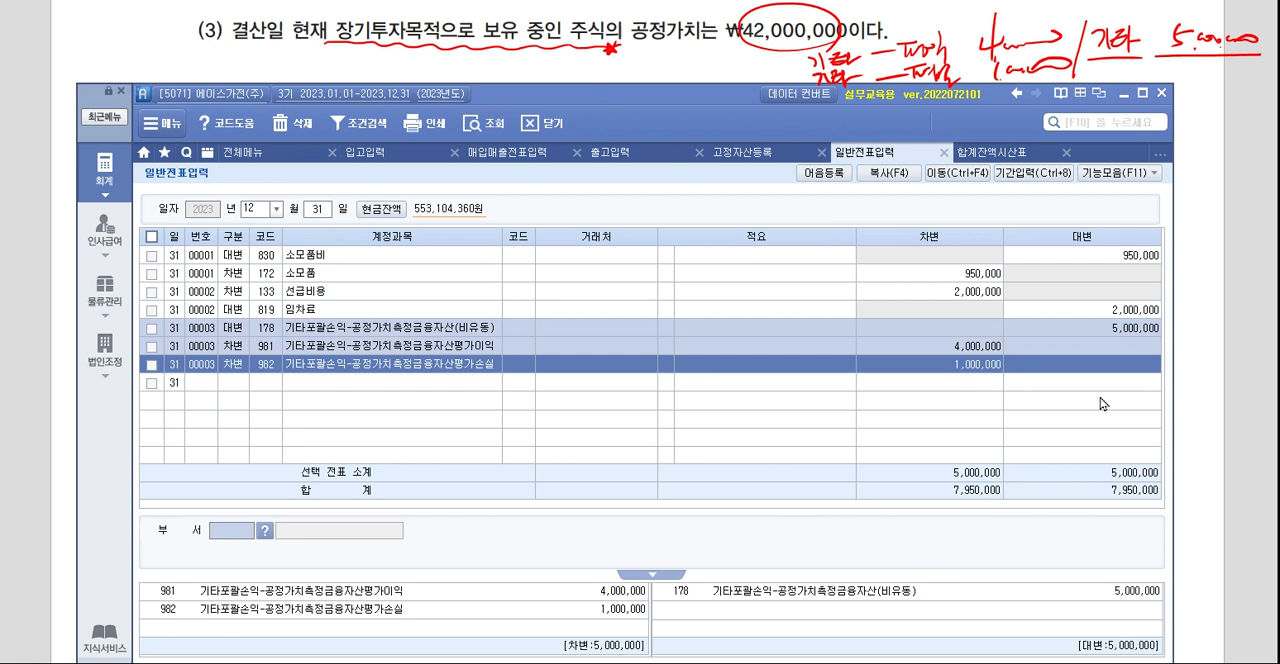 (3) 결산일 현재 장기투자목적으로 보유 중인 주식의 공정가치는 ₩42,000,000이다.
기타 5,000,000
[5071] 에이스가전(주) 3기 2023.01.01~2023.12.31 (2023년도) 데이터 컨버트 실무교육용 ver.2022072101
최근메뉴 메뉴 ? 코드도움 삭제 조건검색 인쇄 조회 닫기 [F10] 을 누르세요
전체메뉴 입고입력 매입매출전표입력 출고입력 고정자산등록 일반전표입력 합계잔액시산표 ...
회계 일반전표입력 어음등록 복사(F4) 이동(Ctrl+F4) 기간입력(Ctrl+8) 기능모음(F11)
일자 2023 년 12 월 31 일 현금잔액 553,104,360원
인사급여
물류관리
법인조정
지식서비스
일 번호 구분 코드 계정과목 코드 거래처 적요 차변 대변
31 00001 대변 830 소모품비 950,000
31 00001 차변 172 소모품 950,000
31 00002 차변 133 선급비용 2,000,000
31 00002 대변 819 임차료 2,000,000
31 00003 대변 178 기타포괄손익-공정가치측정금융자산(비유동) 5,000,000
31 00003 차변 981 기타포괄손익-공정가치측정금융자산평가이익 4,000,000
31 00003 차변 982 기타포괄손익-공정가치측정금융자산평가손실 1,000,000
31
선택 전표 소계 5,000,000 5,000,000
합 계 7,950,000 7,950,000
부 서 ?
981 기타포괄손익-공정가치측정금융자산평가이익 4,000,000 178 기타포괄손익-공정가치측정금융자산(비유동) 5,000,000
982 기타포괄손익-공정가치측정금융자산평가손실 1,000,000
[차변:5,000,000] [대변:5,000,000]